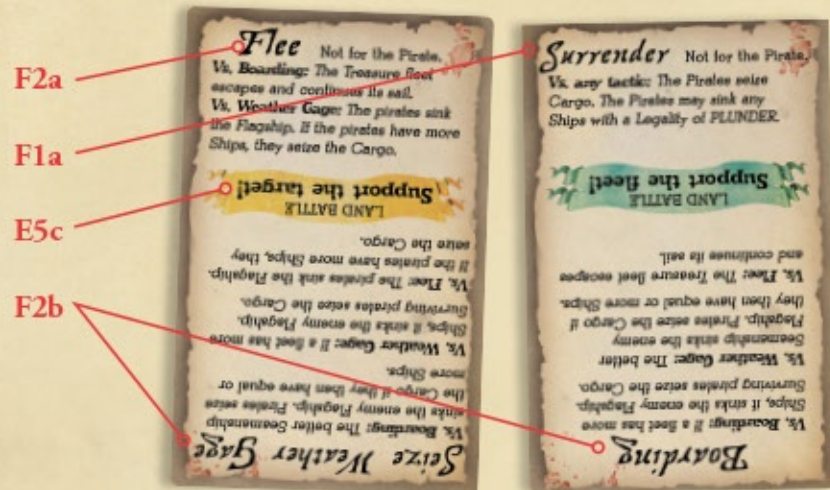 F2a
F1a
E5c
F2b
Flee Not for the Pirate.
Vs. Boarding: The Treasure fleet
escapes and continues its sail.
Vs. Weather Gage: The pirates sink
the Flagship. If the pirates have more
Ships, they seize the Cargo.
Seize Weather Gage
Vs. Boarding: The better Seamanship
sinks the enemy Flagship. Pirates seize
the Cargo if they then have equal or
more Ships.
Vs. Weather Gage: If a fleet has more
Ships, it sinks the enemy Flagship.
Surviving pirates seize the Cargo.
Vs. Flee: The pirates sink the Flagship.
If the pirates have more Ships, they
seize the Cargo.
LAND BATTLE
Support the target!
Surrender Not for the Pirate.
Vs. any tactic: The Pirates seize
Cargo. The Pirates may sink any
Ships with a Legality of PLUNDER.
Boarding
Vs. Boarding: If a fleet has more
Ships, it sinks the enemy Flagship.
Surviving pirates seize the Cargo.
Vs. Weather Gage: The better
Seamanship sinks the enemy
Flagship. Pirates seize the Cargo if
they then have equal or more Ships.
Vs. Flee: The Treasure fleet escapes
and continues its sail.
LAND BATTLE
Support the fleet!